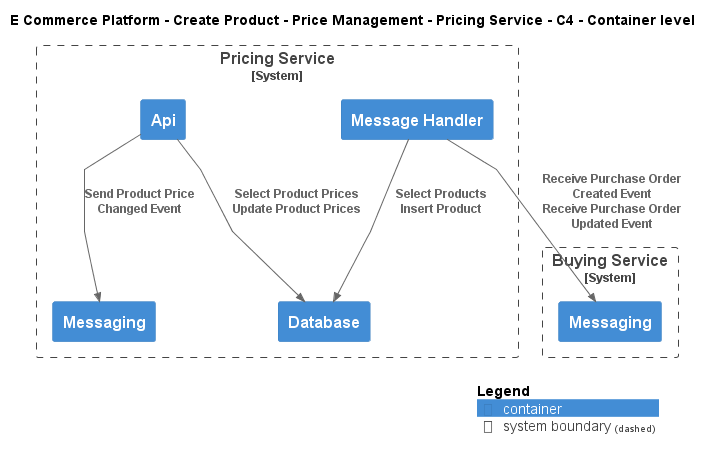 E Commerce Platform - Create Product - Price Management - Pricing Service - C4 - Container level
Pricing Service
[System]
Api
Message Handler
Send Product Price
Changed Event
Select Product Prices
Update Product Prices
Select Products
Insert Product
Receive Purchase Order
Created Event
Receive Purchase Order
Updated Event
Buying Service
[System]
Messaging
Database
Messaging
Legend
container
system boundary (dashed)